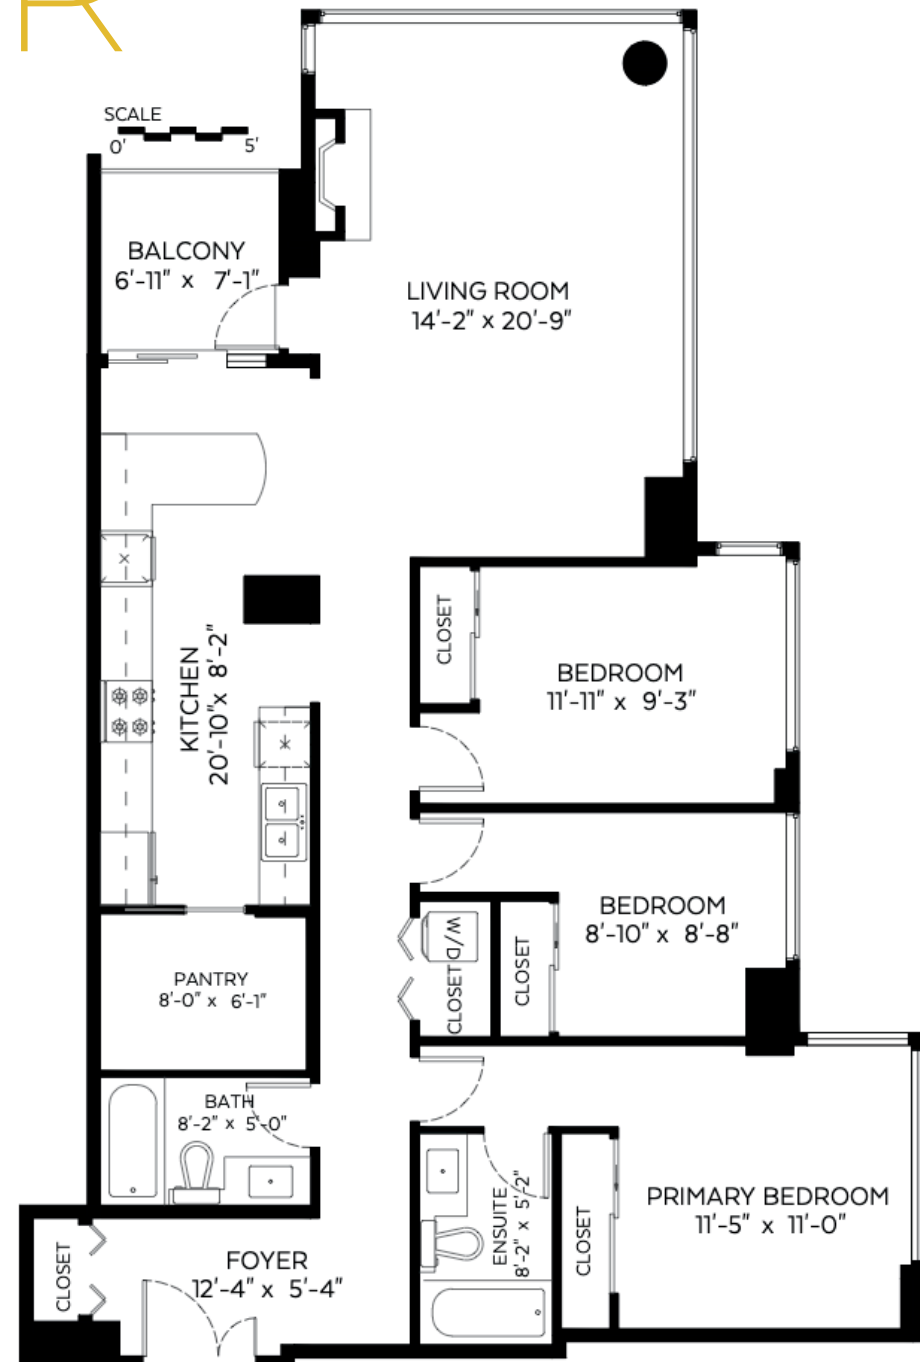 R
SCALE
0' 5'
BALCONY
6'-11" x 7'-1"
LIVING ROOM
14'-2" x 20'-9"
CLOSET
BEDROOM
11'-11" x 9'-3"
KITCHEN
20'-10"x 8'-2"
BEDROOM
8'-10" x 8'-8"
W/D
CLOSET
CLOSET
PANTRY
8'-0" x 6'-1"
BATH
8'-2" x 5'-0"
ENSUITE
8'-2" x 5'-2"
CLOSET
PRIMARY BEDROOM
11'-5" x 11'-0"
CLOSET
FOYER
12'-4" x 5'-4"